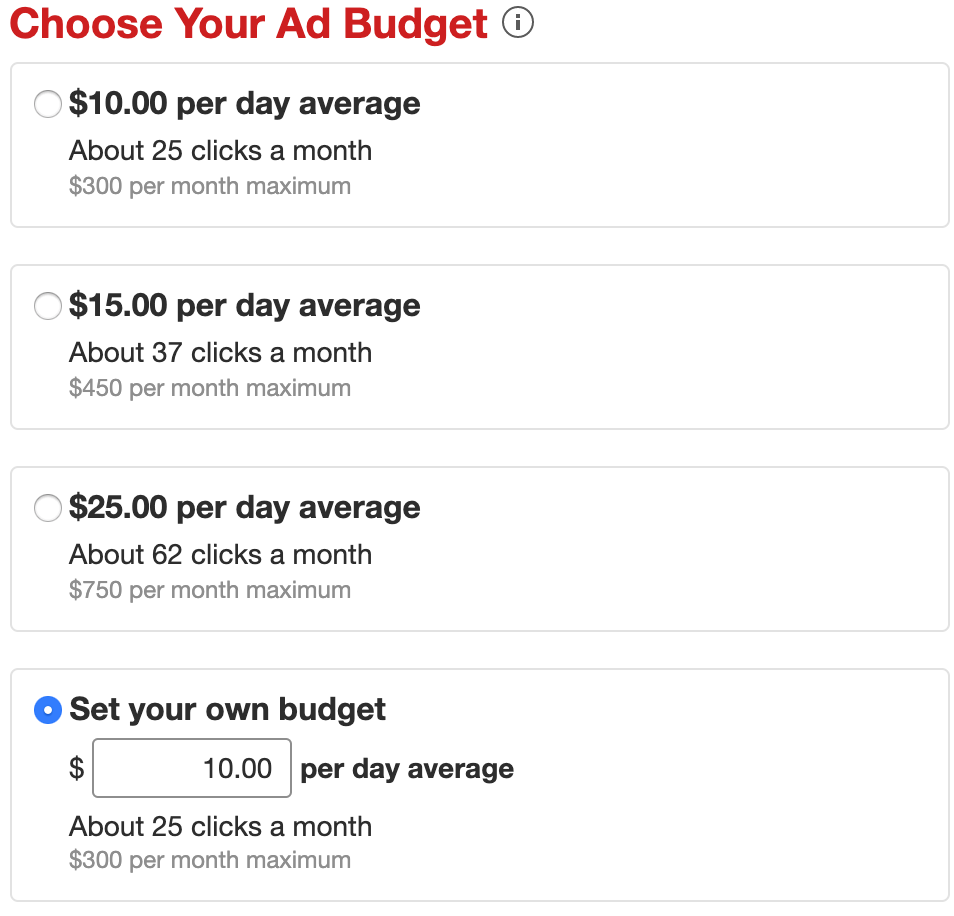 Choose Your Ad Budget i
$10.00 per day average
About 25 clicks a month
$300 per month maximum
$15.00 per day average
About 37 clicks a month
$450 per month maximum
$25.00 per day average
About 62 clicks a month
$750 per month maximum
Set your own budget
$ 10.00 per day average
About 25 clicks a month
$300 per month maximum